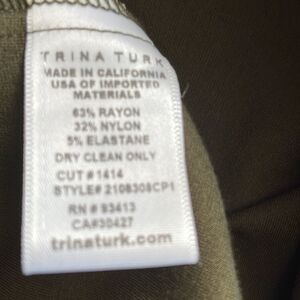 TRINA TURK
MADE IN CALIFORNIA
USA OF IMPORTED
MATERIALS
63% RAYON
32% NYLON
5% ELASTANE
DRY CLEAN ONLY
CUT # 1414
STYLE# 2108308CP1
RN # 93413
CA#30427
trinaturk.com